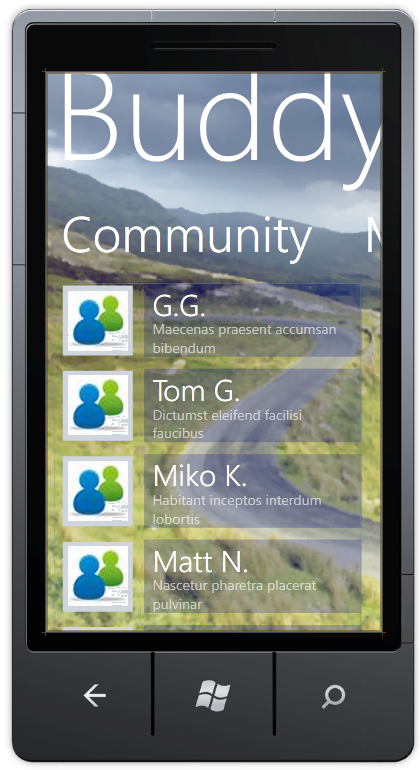 Buddy
Community
G.G.
Maecenas praesent accumsan
bibendum
Tom G.
Dictumst eleifend facilisi
faucibus
Miko K.
Habitant inceptos interdum
lobortis
Matt N.
Nascetur pharetra placerat
pulvinar